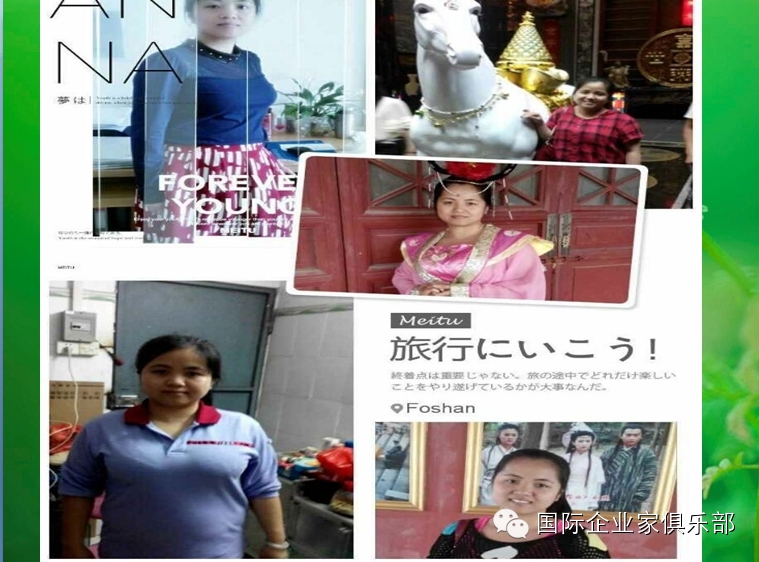 AN
NA
夢は
FOREVE
YOUNG
MEITU
MEITU
Meitu
旅行にいこう!
終着点は重要じゃない。旅の途中でどれだけ楽しい
ことをやり遂げているかが大事なんだ。
Foshan
国际企业家俱乐部